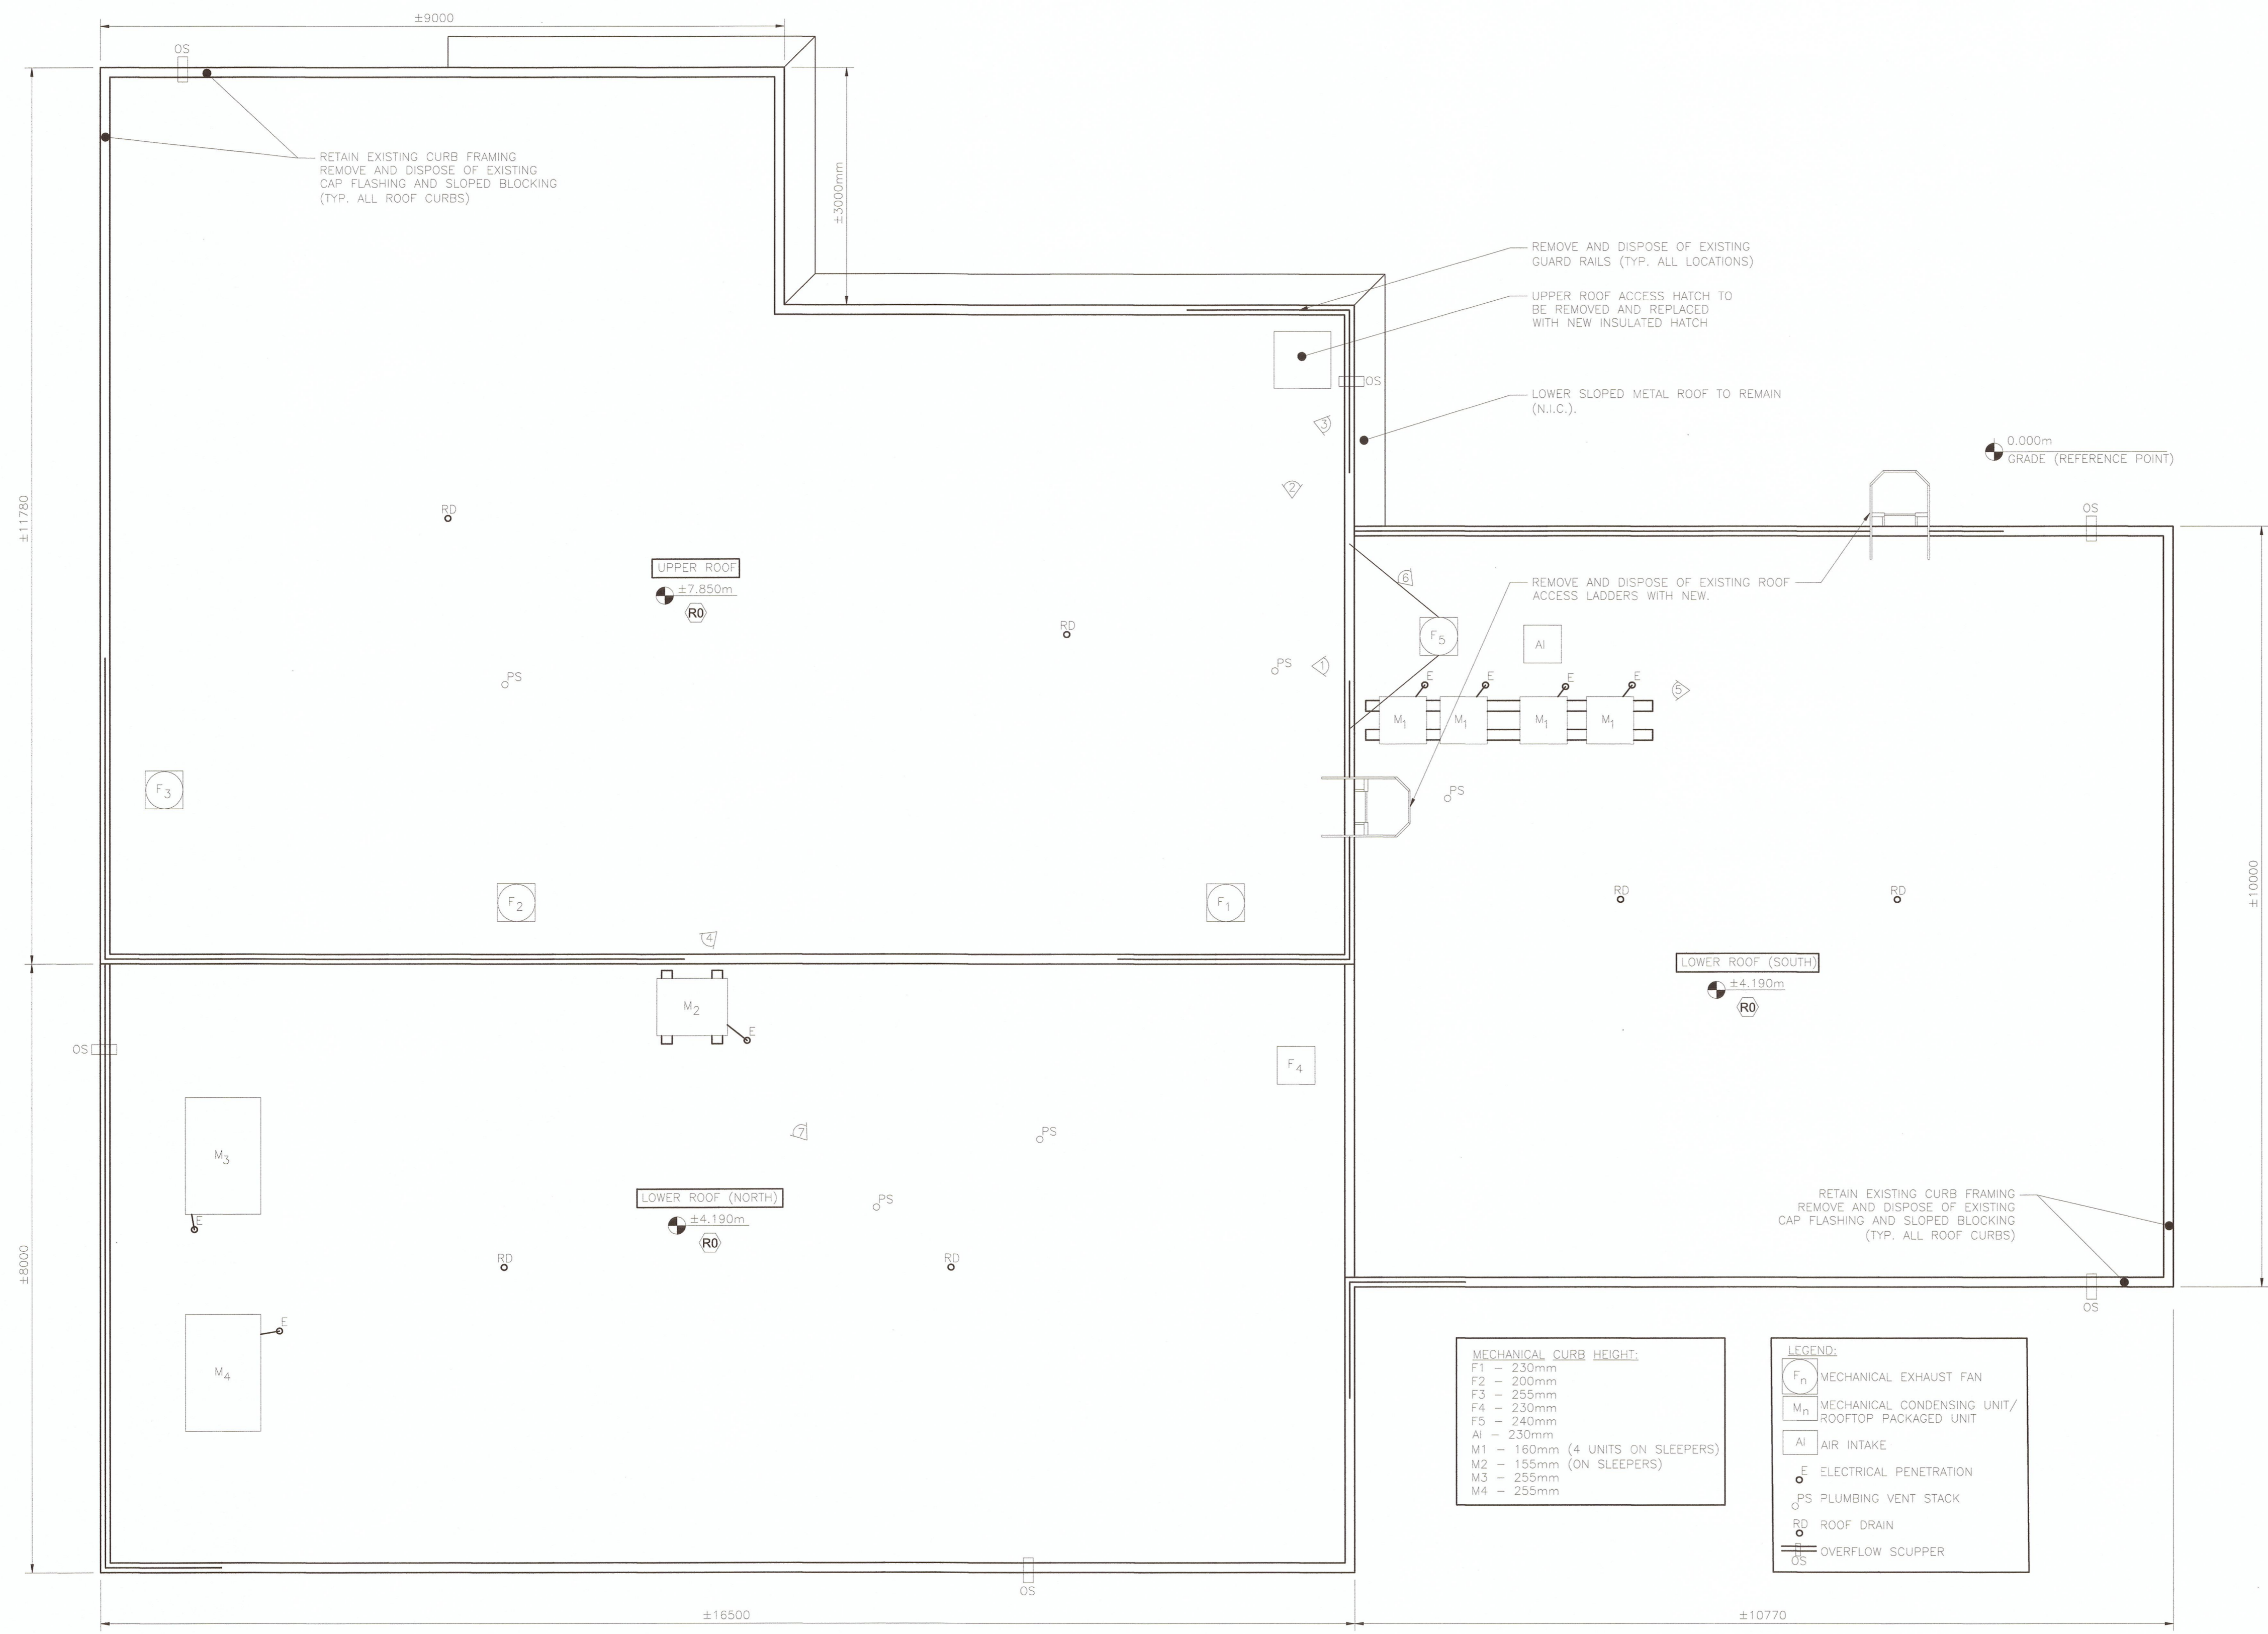 ±9000
OS
±3000mm
RETAIN EXISTING CURB FRAMING
REMOVE AND DISPOSE OF EXISTING
CAP FLASHING AND SLOPED BLOCKING
(TYP. ALL ROOF CURBS)
REMOVE AND DISPOSE OF EXISTING
GUARD RAILS (TYP. ALL LOCATIONS)
UPPER ROOF ACCESS HATCH TO
BE REMOVED AND REPLACED
WITH NEW INSULATED HATCH
OS
LOWER SLOPED METAL ROOF TO REMAIN
(N.I.C.).
3
0.000m
GRADE (REFERENCE POINT)
2
±11780
RD
OS
UPPER ROOF
±7.850m
R0
6
REMOVE AND DISPOSE OF EXISTING ROOF
ACCESS LADDERS WITH NEW.
RD
F5
AI
PS
PS
1
E
E
E
E
5
M1
M1
M1
M1
F3
PS
F2
F1
RD
RD
±10000
4
LOWER ROOF (SOUTH)
±4.190m
R0
M2
E
OS
F4
7
PS
M3
LOWER ROOF (NORTH)
±4.190m
R0
PS
E
RETAIN EXISTING CURB FRAMING
REMOVE AND DISPOSE OF EXISTING
CAP FLASHING AND SLOPED BLOCKING
(TYP. ALL ROOF CURBS)
±8000
RD
RD
E
M4
OS
MECHANICAL CURB HEIGHT:
F1 – 230mm
F2 – 200mm
F3 – 255mm
F4 – 230mm
F5 – 240mm
AI – 230mm
M1 – 160mm (4 UNITS ON SLEEPERS)
M2 – 155mm (ON SLEEPERS)
M3 – 255mm
M4 – 255mm
LEGEND:
Fn MECHANICAL EXHAUST FAN
Mn MECHANICAL CONDENSING UNIT/
ROOFTOP PACKAGED UNIT
AI AIR INTAKE
E ELECTRICAL PENETRATION
PS PLUMBING VENT STACK
RD ROOF DRAIN
OS OVERFLOW SCUPPER
OS
±16500
±10770